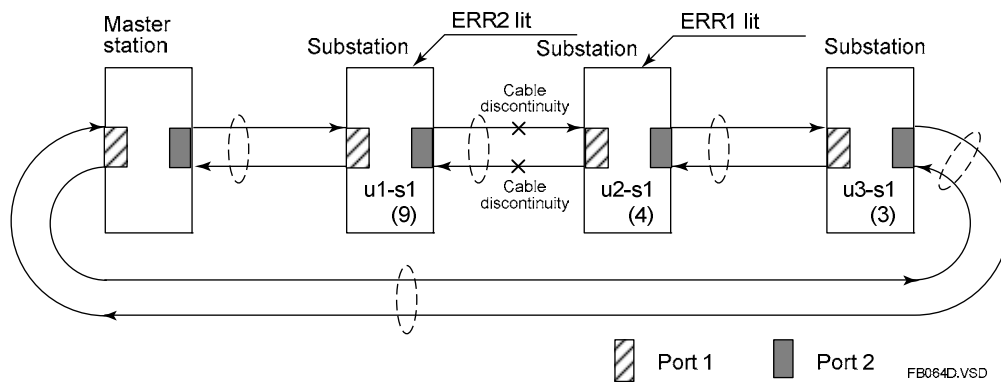 Master
station
ERR2 lit
ERR1 lit
Substation
Substation
Substation
Cable
discontinuity
Cable
discontinuity
u1-s1
(9)
u2-s1
(4)
u3-s1
(3)
Port 1
Port 2
FB064D.VSD